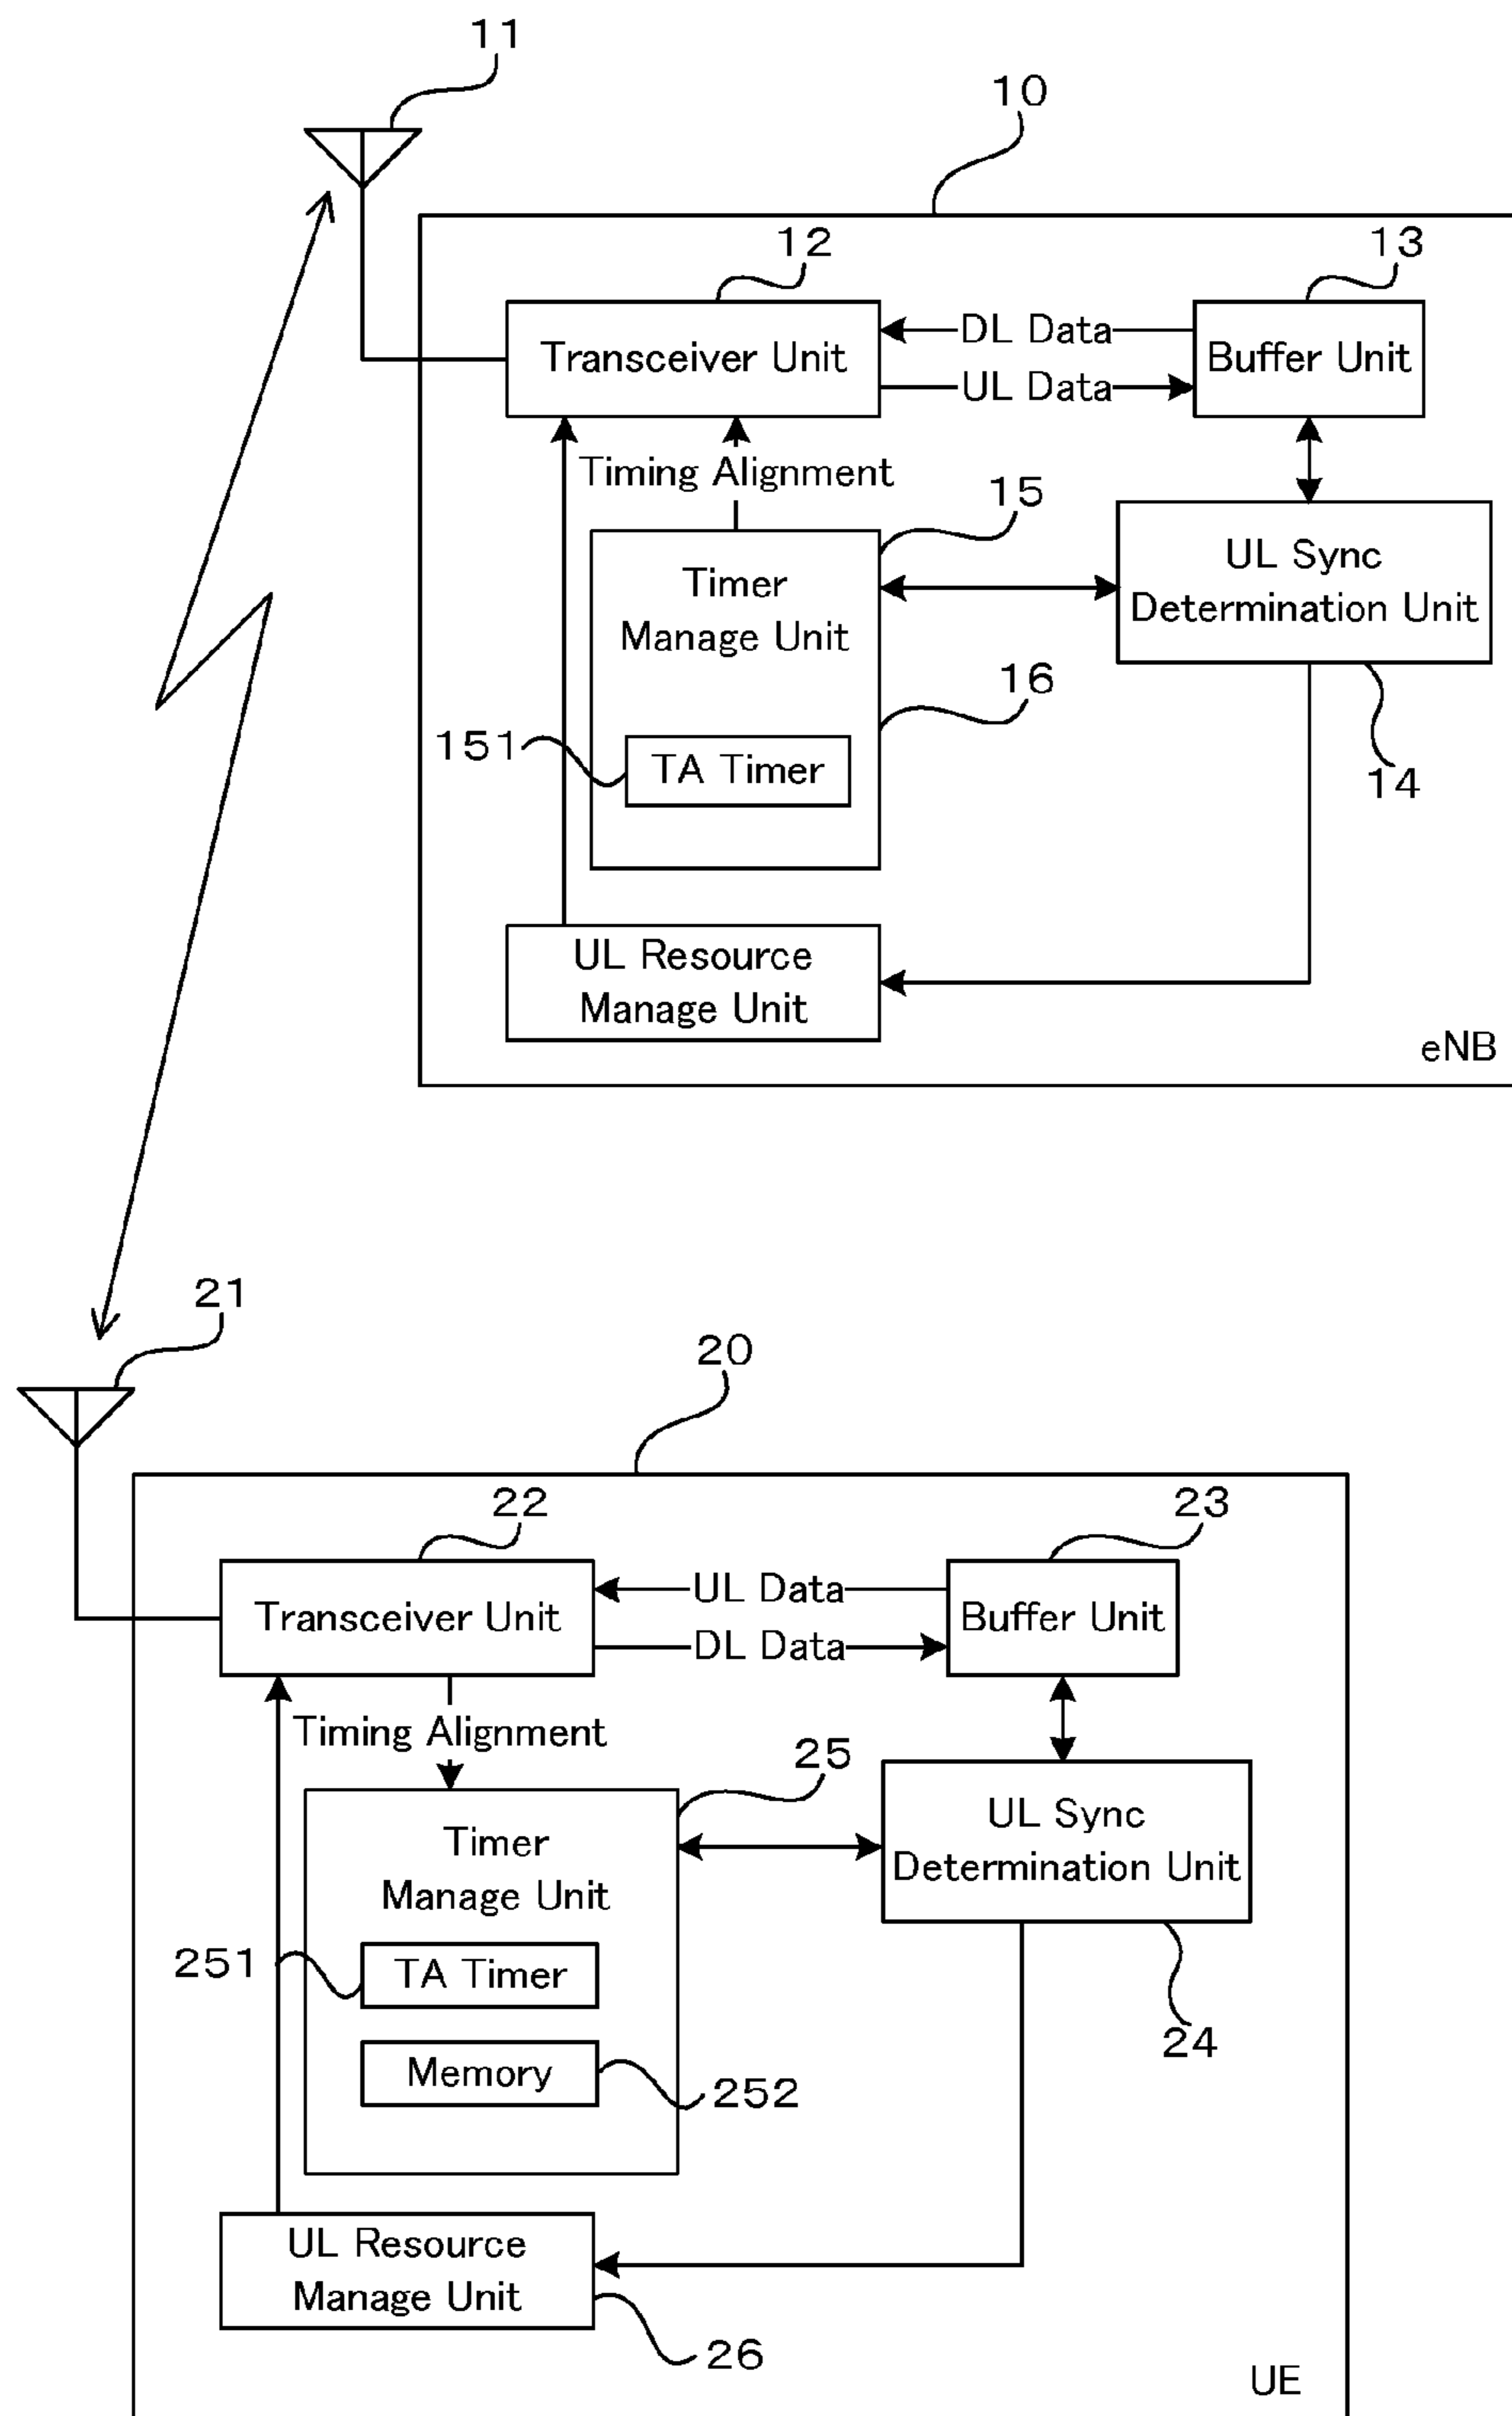 11
10
12
13
Transceiver Unit
DL Data
UL Data
Buffer Unit
Timing Alignment
15
UL Sync
Determination Unit
Timer
Manage Unit
16
151
TA Timer
14
UL Resource
Manage Unit
eNB
21
20
22
23
Transceiver Unit
UL Data
DL Data
Buffer Unit
Timing Alignment
25
UL Sync
Determination Unit
Timer
Manage Unit
251
TA Timer
24
Memory
252
UL Resource
Manage Unit
26
UE